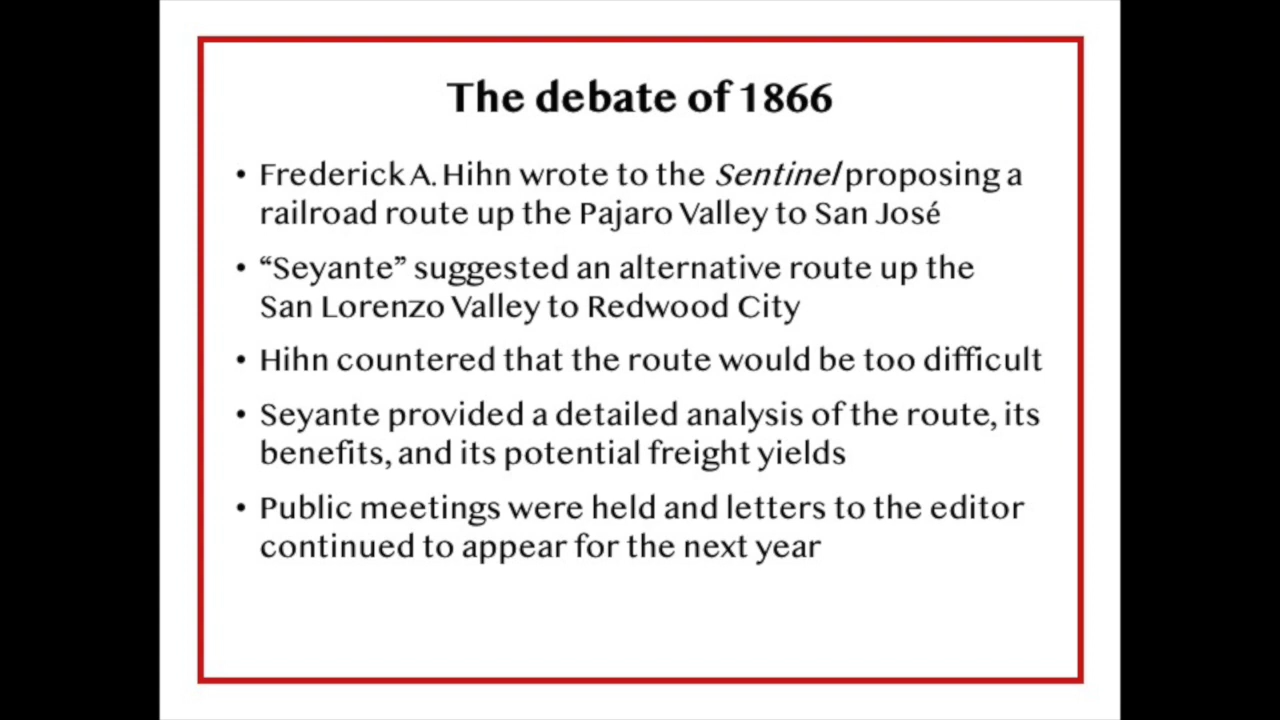 The debate of 1866
• Frederick A. Hihn wrote to the Sentinel proposing a
railroad route up the Pajaro Valley to San José
• “Seyante” suggested an alternative route up the
San Lorenzo Valley to Redwood City
• Hihn countered that the route would be too difficult
• Seyante provided a detailed analysis of the route, its
benefits, and its potential freight yields
• Public meetings were held and letters to the editor
continued to appear for the next year